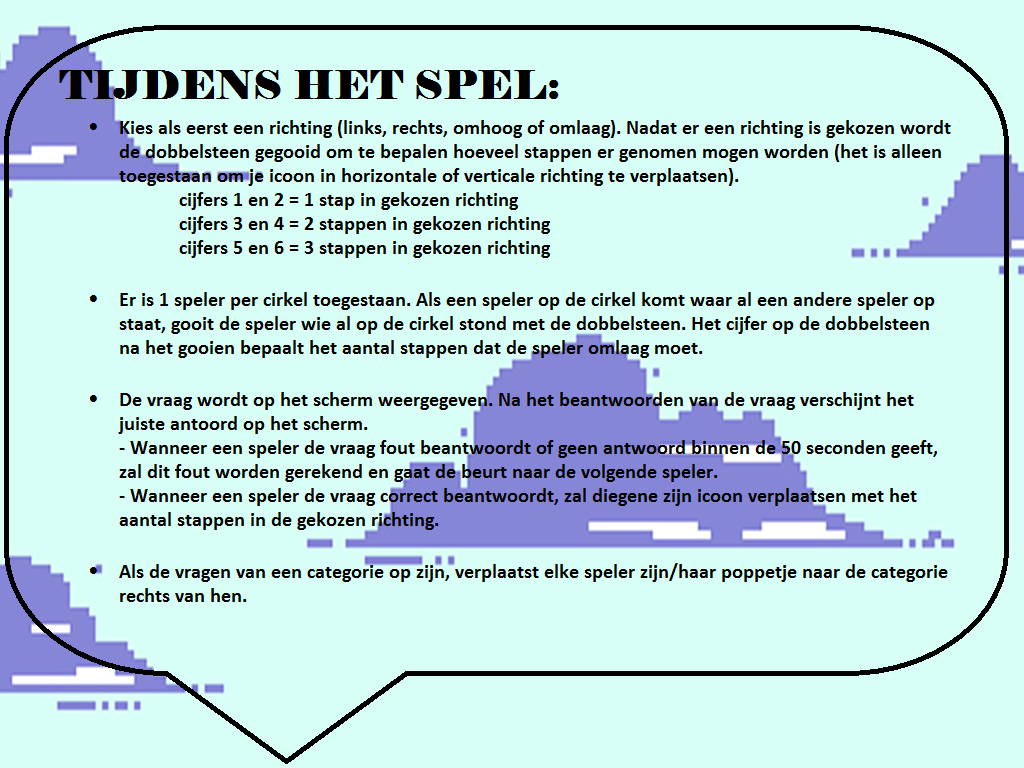 TIJDENS HET SPEL:
• Kies als eerst een richting (links, rechts, omhoog of omlaag). Nadat er een richting is gekozen wordt
de dobbelsteen gegooid om te bepalen hoeveel stappen er genomen mogen worden (het is alleen
toegestaan om je icoon in horizontale of verticale richting te verplaatsen).
cijfers 1 en 2 = 1 stap in gekozen richting
cijfers 3 en 4 = 2 stappen in gekozen richting
cijfers 5 en 6 = 3 stappen in gekozen richting
• Er is 1 speler per cirkel toegestaan. Als een speler op de cirkel komt waar al een andere speler op
staat, gooit de speler wie al op de cirkel stond met de dobbelsteen. Het cijfer op de dobbelsteen
na het gooien bepaalt het aantal stappen dat de speler omlaag moet.
• De vraag wordt op het scherm weergegeven. Na het beantwoorden van de vraag verschijnt het
juiste antoord op het scherm.
- Wanneer een speler de vraag fout beantwoordt of geen antwoord binnen de 50 seconden geeft,
zal dit fout worden gerekend en gaat de beurt naar de volgende speler.
- Wanneer een speler de vraag correct beantwoordt, zal diegene zijn icoon verplaatsen met het
aantal stappen in de gekozen richting.
• Als de vragen van een categorie op zijn, verplaatst elke speler zijn/haar poppetje naar de categorie
rechts van hen.